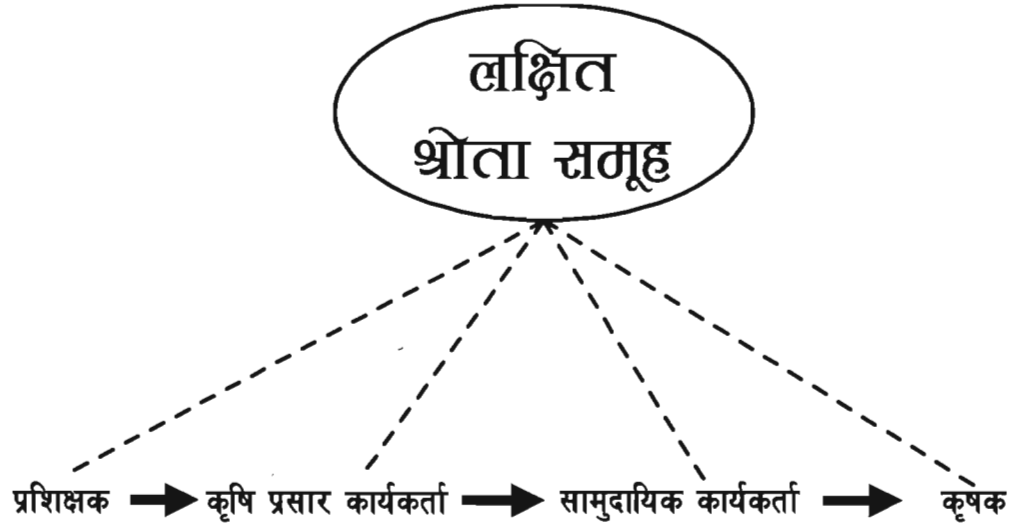 लक्षित
श्रोता समूह
प्रशिक्षक कृषि प्रसार कार्यकर्ता सामुदायिक कार्यकर्ता कृषक